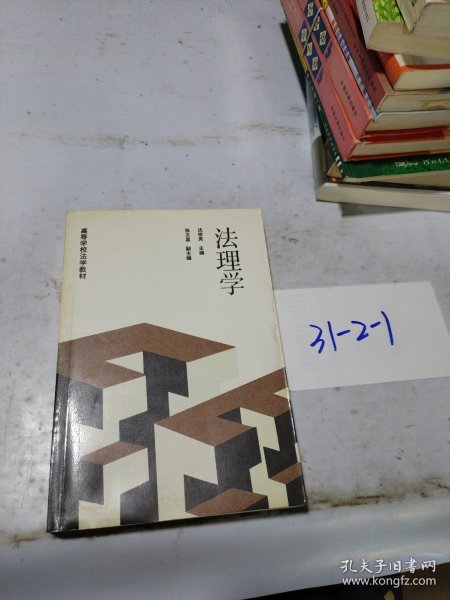 高等学校法学教材
沈宗灵 主编
张文显 副主编
法理学
31-2-1
孔夫子旧书网
www.kongfz.com